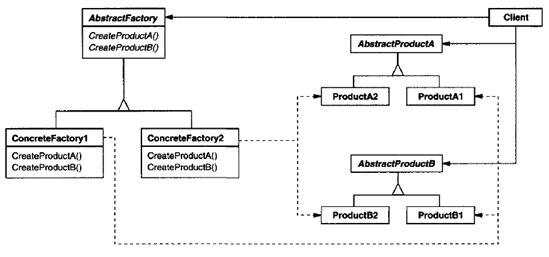 AbstractFactory
CreateProductA()
CreateProductB()
Client
AbstractProductA
ProductA2
ProductA1
ConcreteFactory1
CreateProductA()
CreateProductB()
ConcreteFactory2
CreateProductA()
CreateProductB()
AbstractProductB
ProductB2
ProductB1